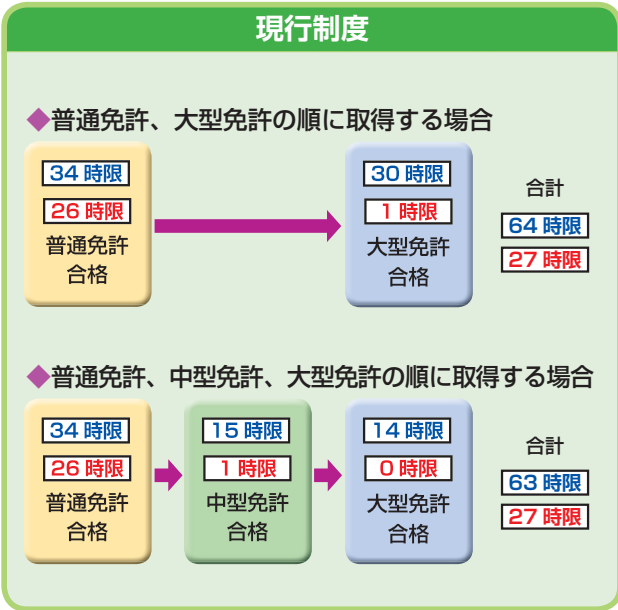 現行制度
◆普通免許、大型免許の順に取得する場合
34 時限
26 時限
普通免許
合格
30 時限
1 時限
大型免許
合格
合計
64 時限
27 時限
◆普通免許、中型免許、大型免許の順に取得する場合
34 時限
26 時限
普通免許
合格
15 時限
1 時限
中型免許
合格
14 時限
0 時限
大型免許
合格
合計
63 時限
27 時限